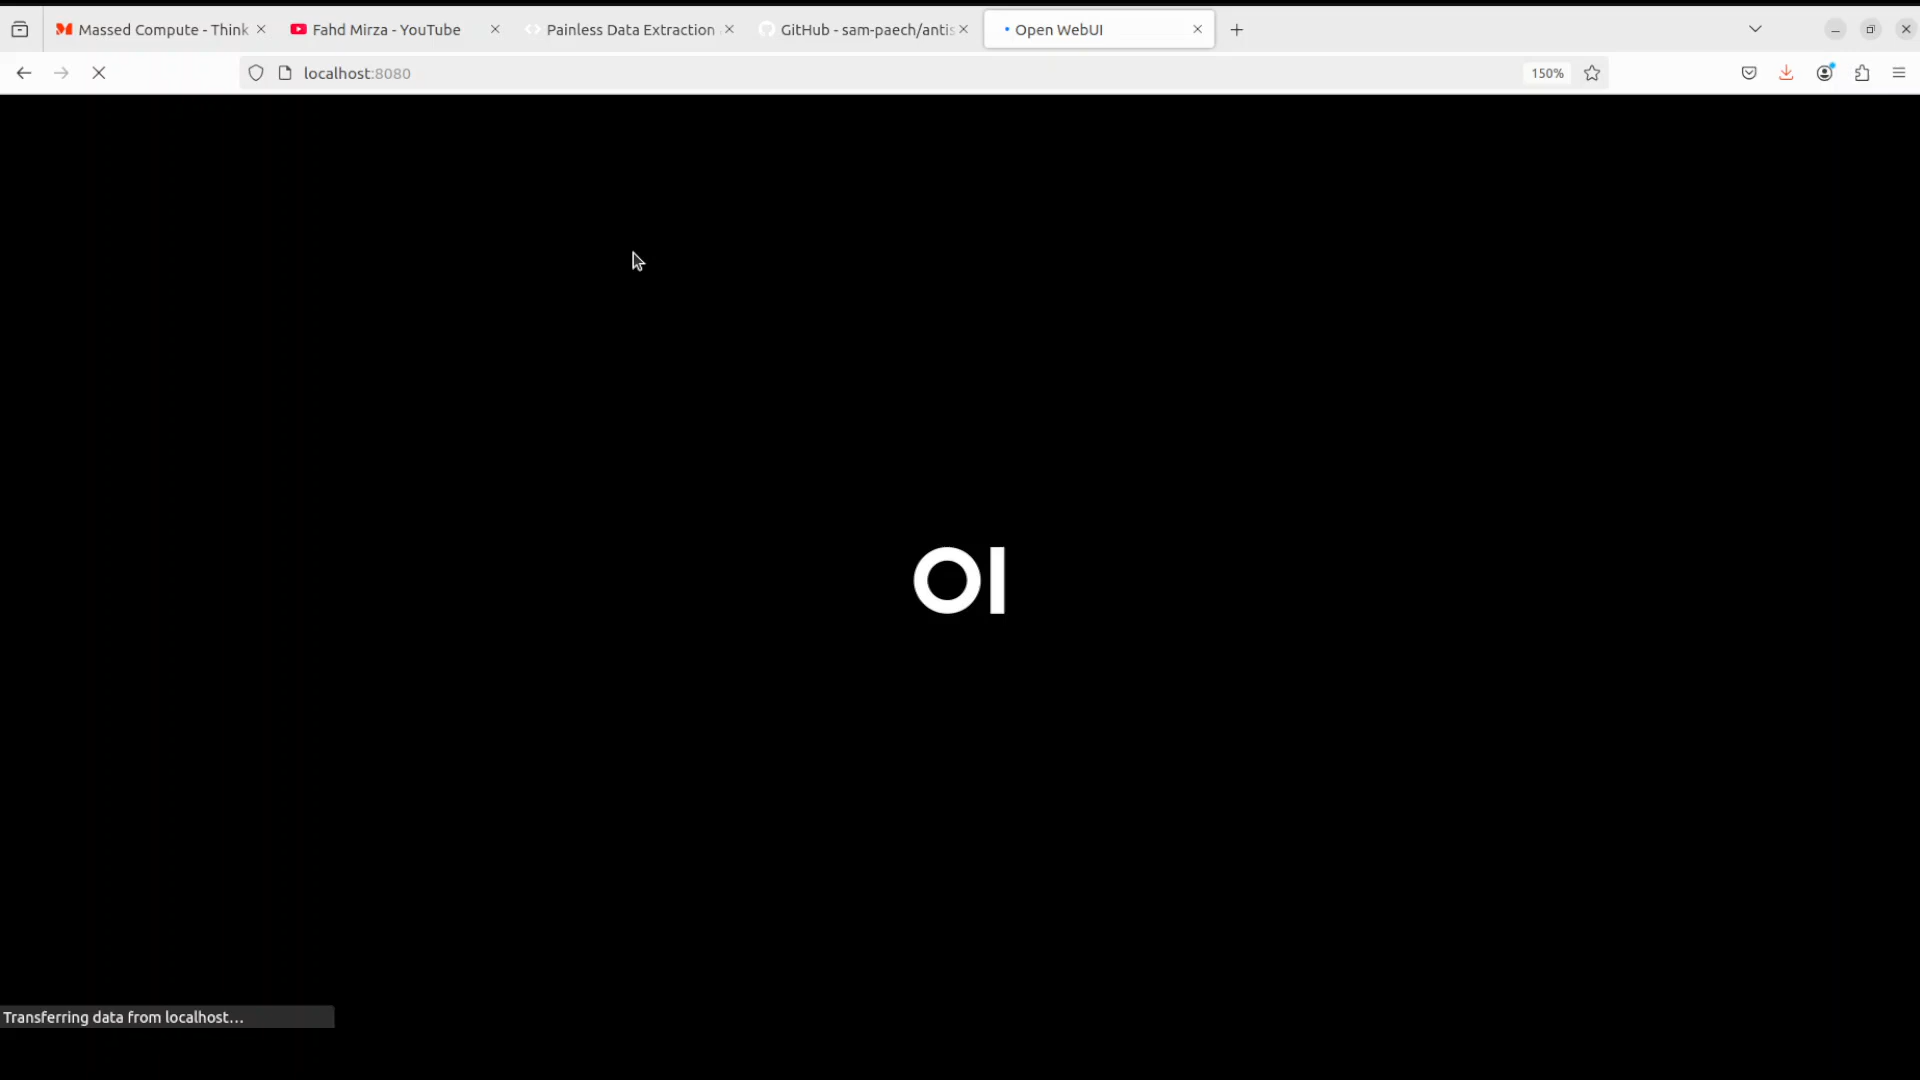 Massed Compute - Think
Fahd Mirza - YouTube
Painless Data Extraction
GitHub - sam-paech/antis
Open WebUI
localhost:8080
150%
OI
Transferring data from localhost...